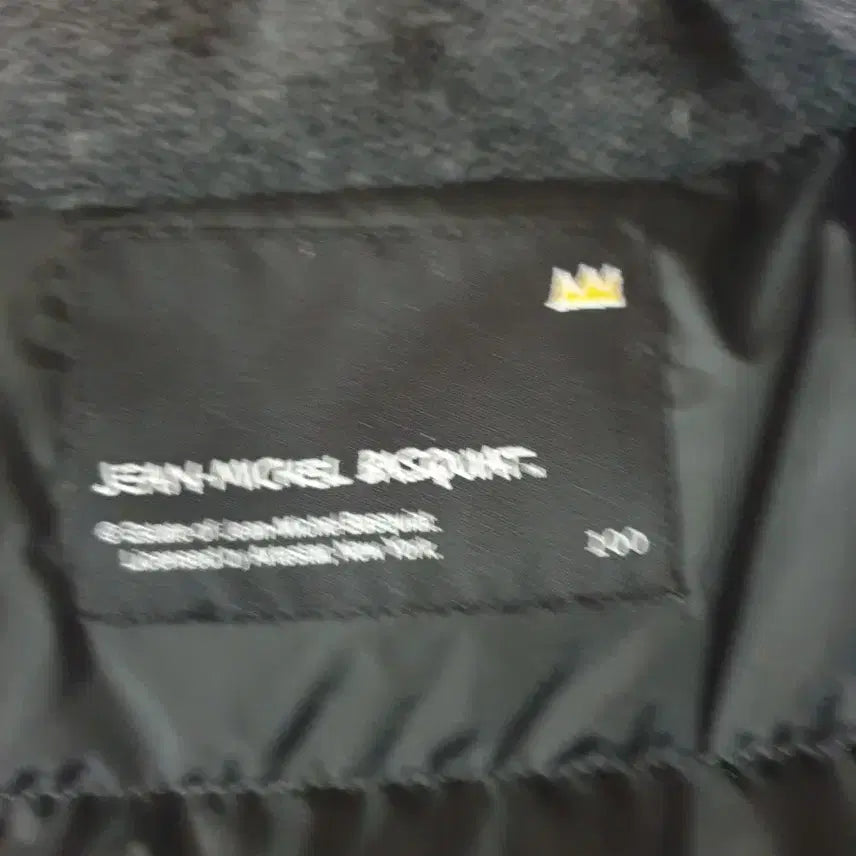 JEAN-MICHEL BASQUIAT.
© Estate of Jean-Michel Basquiat.
Licensed by Artestar, New York.
100